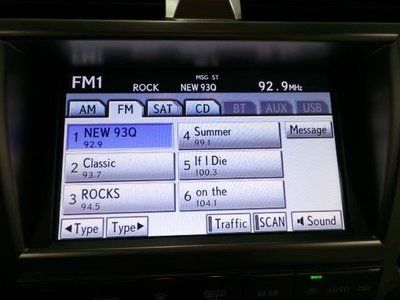 FM1 ROCK MSG ST NEW 93Q 92.9MHz
AM FM SAT CD BT AUX USB
1 NEW 93Q 92.9
4 Summer 99.1
Message
2 Classic 93.7
5 If I Die 100.3
3 ROCKS 94.5
6 on the 104.1
◀Type Type▶ Traffic SCAN Sound
REAR